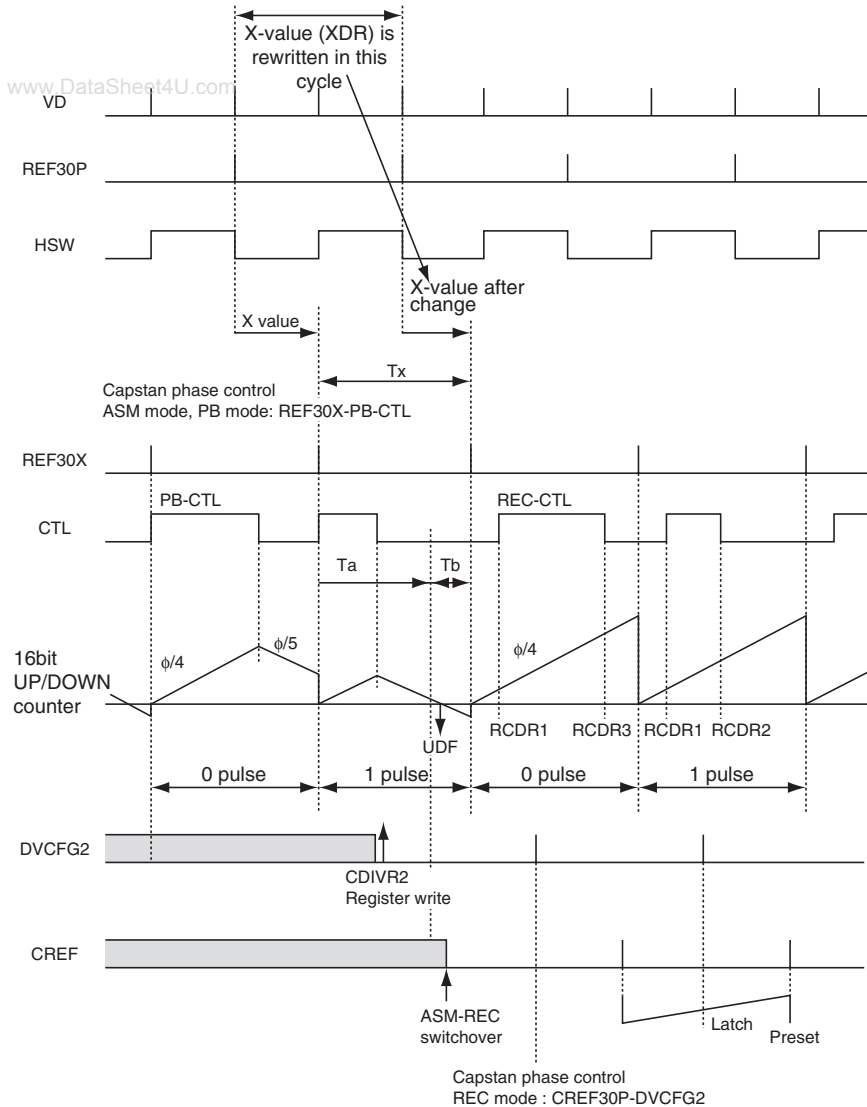 X-value (XDR) is
rewritten in this
cycle
www.DataSheet4U.com
VD
REF30P
HSW
X-value after
change
X value
Tx
Capstan phase control
ASM mode, PB mode: REF30X-PB-CTL
REF30X
PB-CTL
REC-CTL
CTL
Ta
Tb
16bit
UP/DOWN
counter
ϕ/4
ϕ/5
ϕ/4
UDF
RCDR1
RCDR3
RCDR1
RCDR2
0 pulse
1 pulse
0 pulse
1 pulse
DVCFG2
CDIVR2
Register write
CREF
ASM-REC
switchover
Latch
Preset
Capstan phase control
REC mode : CREF30P-DVCFG2